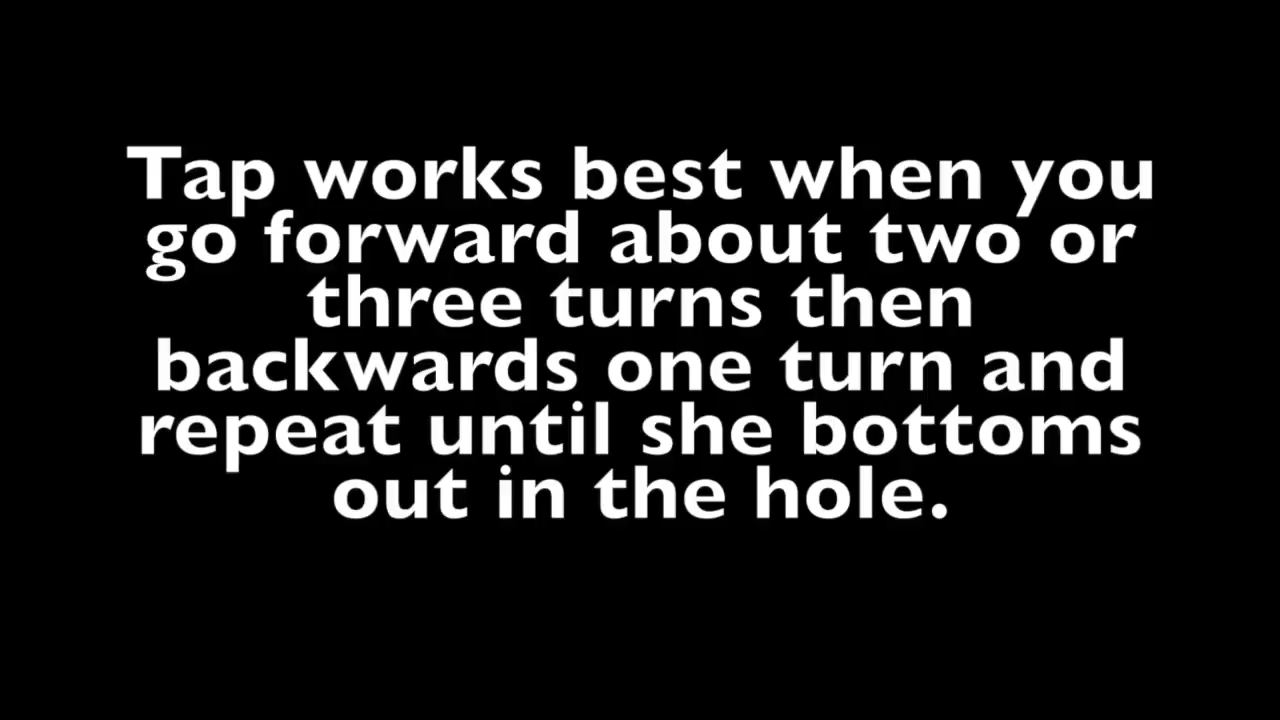 Tap works best when you
go forward about two or
three turns then
backwards one turn and
repeat until she bottoms
out in the hole.